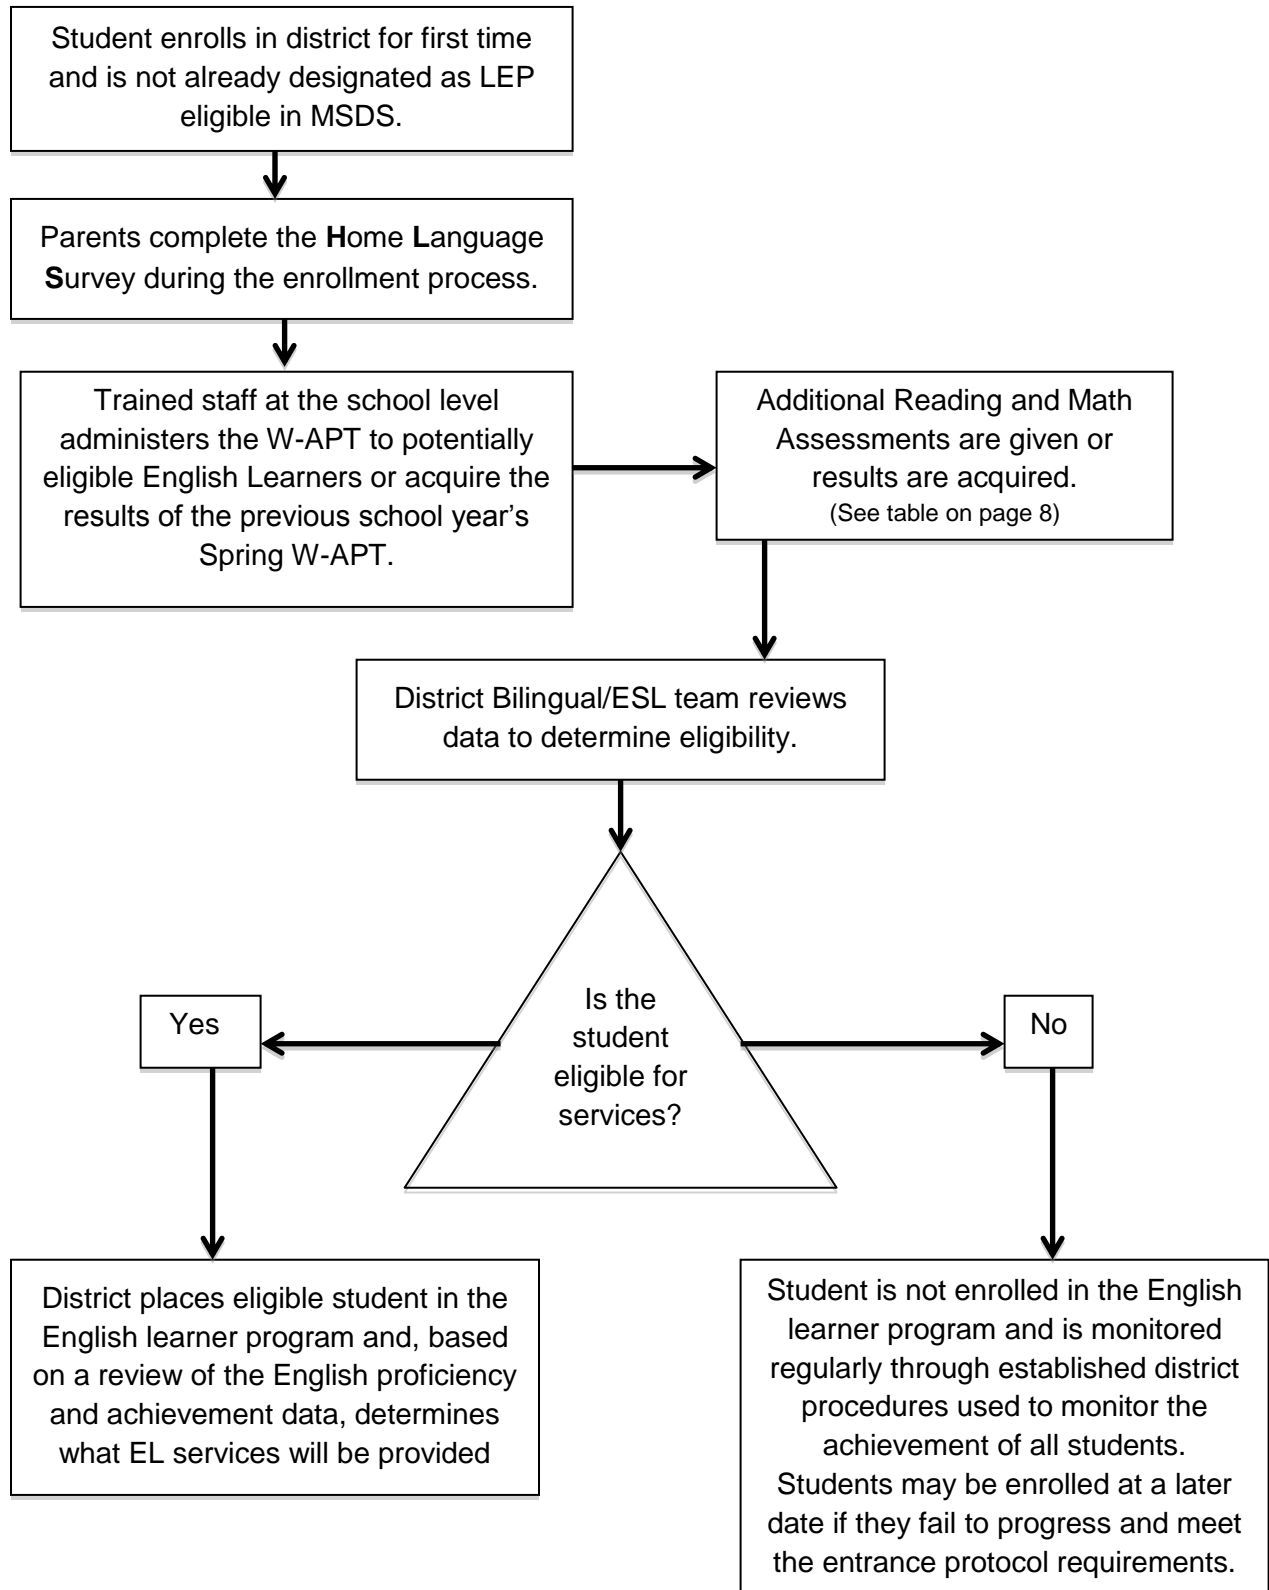 Student enrolls in district for first time
and is not already designated as LEP
eligible in MSDS.
Parents complete the Home Language
Survey during the enrollment process.
Trained staff at the school level
administers the W-APT to potentially
eligible English Learners or acquire the
results of the previous school year’s
Spring W-APT.
Additional Reading and Math
Assessments are given or
results are acquired.
(See table on page 8)
District Bilingual/ESL team reviews
data to determine eligibility.
Is the
student
eligible for
services?
Yes
No
District places eligible student in the
English learner program and, based
on a review of the English proficiency
and achievement data, determines
what EL services will be provided
Student is not enrolled in the English
learner program and is monitored
regularly through established district
procedures used to monitor the
achievement of all students.
Students may be enrolled at a later
date if they fail to progress and meet
the entrance protocol requirements.